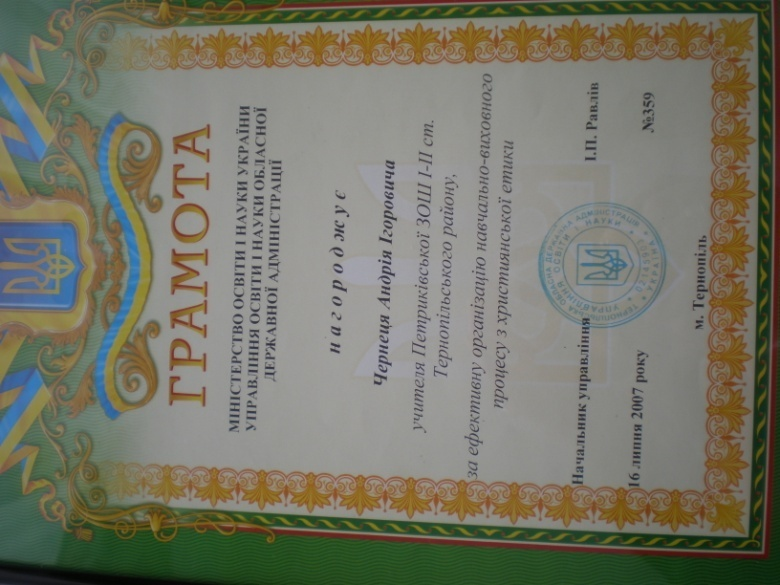 ГРАМОТА
МІНІСТЕРСТВО ОСВІТИ І НАУКИ УКРАЇНИ
УПРАВЛІННЯ ОСВІТИ І НАУКИ ОБЛАСНОЇ
ДЕРЖАВНОЇ АДМІНІСТРАЦІЇ
нагороджує
Чернеця Андрія Ігоровича
учителя Петриківської ЗОШ І-ІІ ст.
Тернопільського району,
за ефективну організацію навчально-виховного
процесу з християнської етики
Начальник управління І.П. Равлів
16 липня 2007 року №359
м. Тернопіль